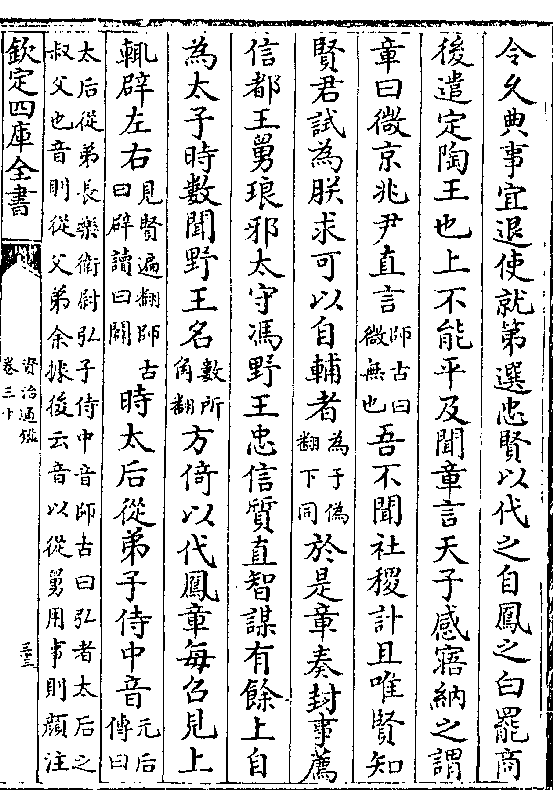 令久典事宜退使就第選忠賢以代之自鳳之白罷商
後遣定陶王也上不能平及聞章言天子感寤納之謂
章曰微京兆尹直言師古曰微無也吾不聞社稷計且唯賢知
賢君試為朕求可以自輔者為于偽翻下同於是章奏封事薦
信都王舅琅邪太守馮野王忠信質直智謀有餘上自
為太子時數聞野王名數所角翻方倚以代鳳章每召見上
輒辟左右見賢遍翻師古曰辟讀曰闢時太后從弟子侍中音元后傳曰
太后從弟長樂衛尉弘子侍中音師古曰弘者太后之
叔父也音則從父弟余據後云音以從舅用事則顔注
欽定四庫全書
資治通鑑
卷三十
三三